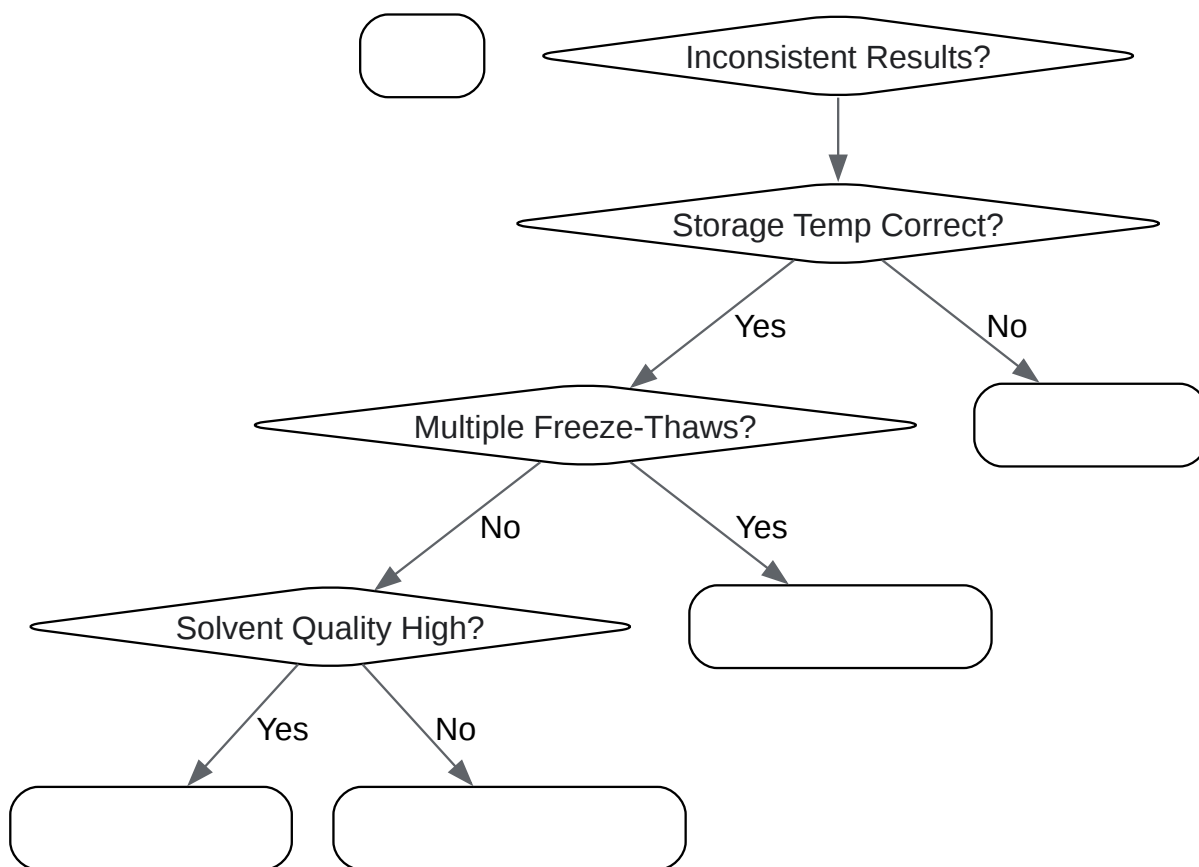 Inconsistent Results?
Storage Temp Correct?
Yes
No
Multiple Freeze-Thaws?
No
Yes
Solvent Quality High?
Yes
No